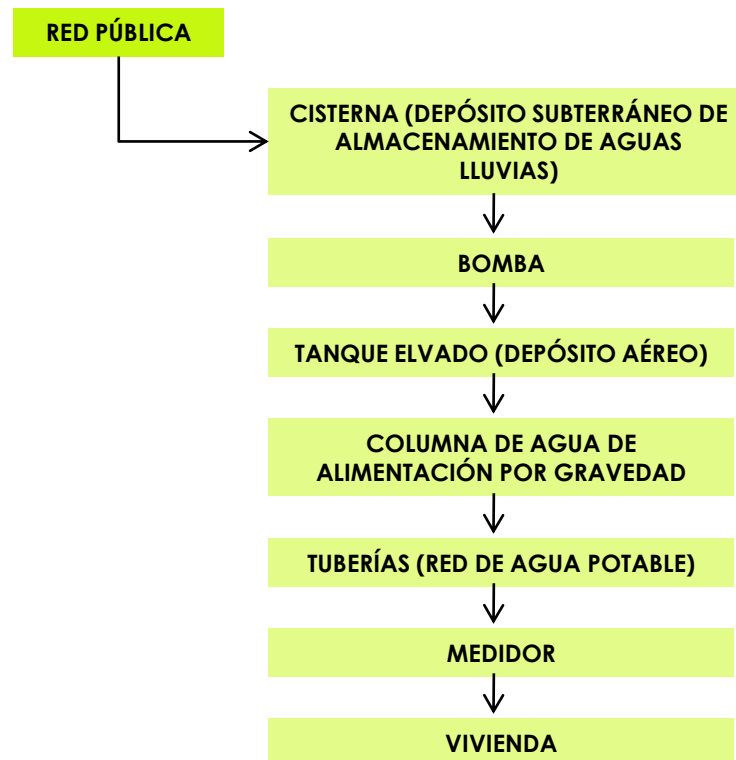 RED PÚBLICA
CISTERNA (DEPÓSITO SUBTERRÁNEO DE
ALMACENAMIENTO DE AGUAS
LLUVIAS)
BOMBA
TANQUE ELVADO (DEPÓSITO AÉREO)
COLUMNA DE AGUA DE
ALIMENTACIÓN POR GRAVEDAD
TUBERÍAS (RED DE AGUA POTABLE)
MEDIDOR
VIVIENDA